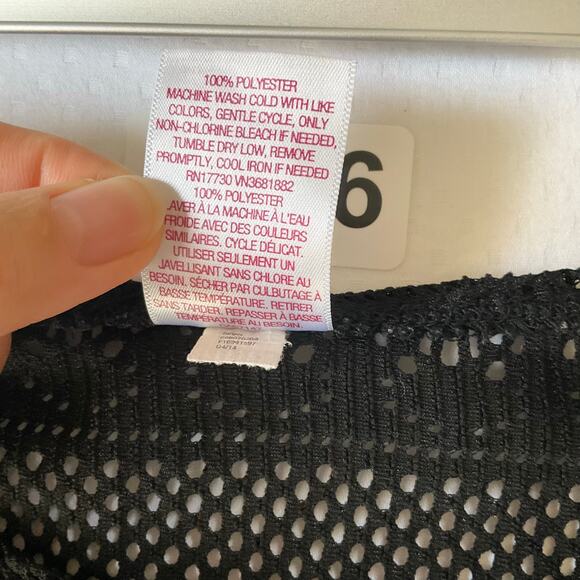 100% POLYESTER
MACHINE WASH COLD WITH LIKE
COLORS, GENTLE CYCLE, ONLY
NON-CHLORINE BLEACH IF NEEDED,
TUMBLE DRY LOW, REMOVE
PROMPTLY, COOL IRON IF NEEDED
RN17730 VN3681882
100% POLYESTER
LAVER À LA MACHINE À L'EAU
FROIDE AVEC DES COULEURS
SIMILAIRES. CYCLE DÉLICAT.
UTILISER SEULEMENT UN
JAVELLISANT SANS CHLORE AU
BESOIN. SÉCHER PAR CULBUTAGE À
BASSE TEMPÉRATURE. RETIRER
SANS TARDER. REPASSER À BASSE
TEMPÉRATURE AU BESOIN.
6
04/14